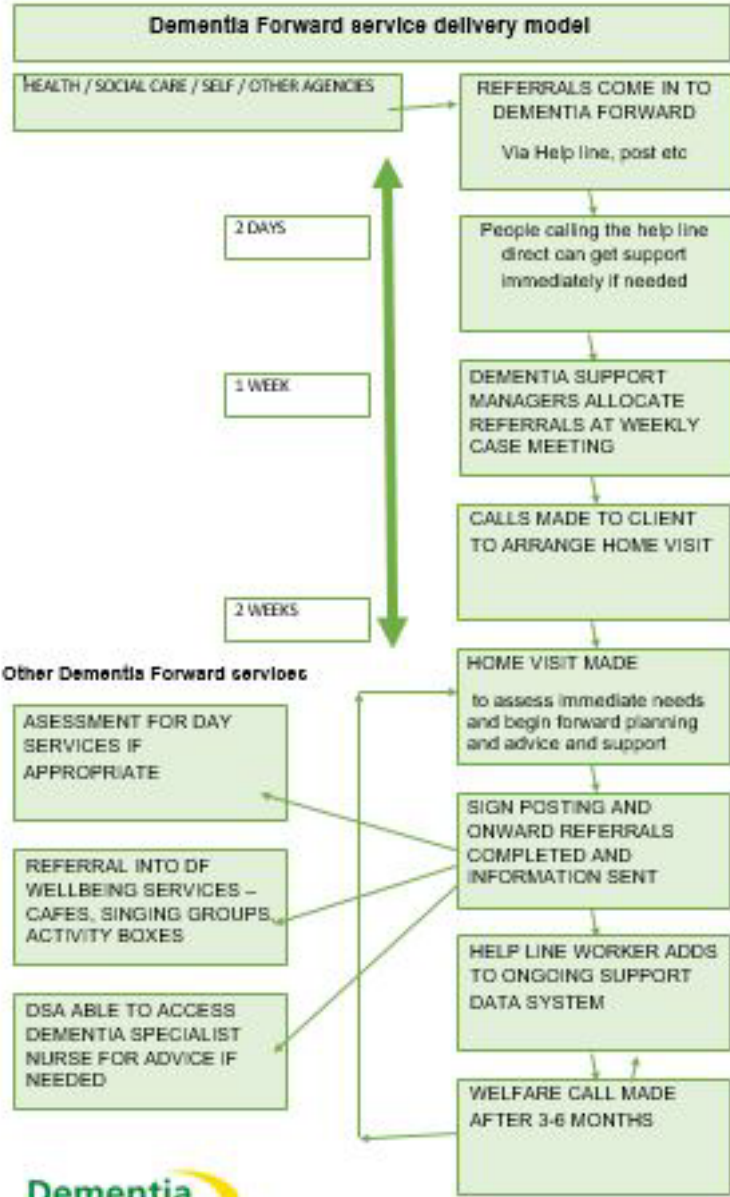 Dementia Forward service delivery model
HEALTH / SOCIAL CARE / SELF / OTHER AGENCIES
REFERRALS COME IN TO
DEMENTIA FORWARD
Via Help line, post etc
2 DAYS
People calling the help line
direct can get support
immediately if needed
1 WEEK
DEMENTIA SUPPORT
MANAGERS ALLOCATE
REFERRALS AT WEEKLY
CASE MEETING
CALLS MADE TO CLIENT
TO ARRANGE HOME VISIT
2 WEEKS
HOME VISIT MADE
to assess immediate needs
and begin forward planning
and advice and support
Other Dementia Forward services
ASESSMENT FOR DAY
SERVICES IF
APPROPRIATE
SIGN POSTING AND
ONWARD REFERRALS
COMPLETED AND
INFORMATION SENT
REFERRAL INTO DF
WELLBEING SERVICES –
CAFES, SINGING GROUPS,
ACTIVITY BOXES
HELP LINE WORKER ADDS
TO ONGOING SUPPORT
DATA SYSTEM
DSA ABLE TO ACCESS
DEMENTIA SPECIALIST
NURSE FOR ADVICE IF
NEEDED
WELFARE CALL MADE
AFTER 3-6 MONTHS
Dementia